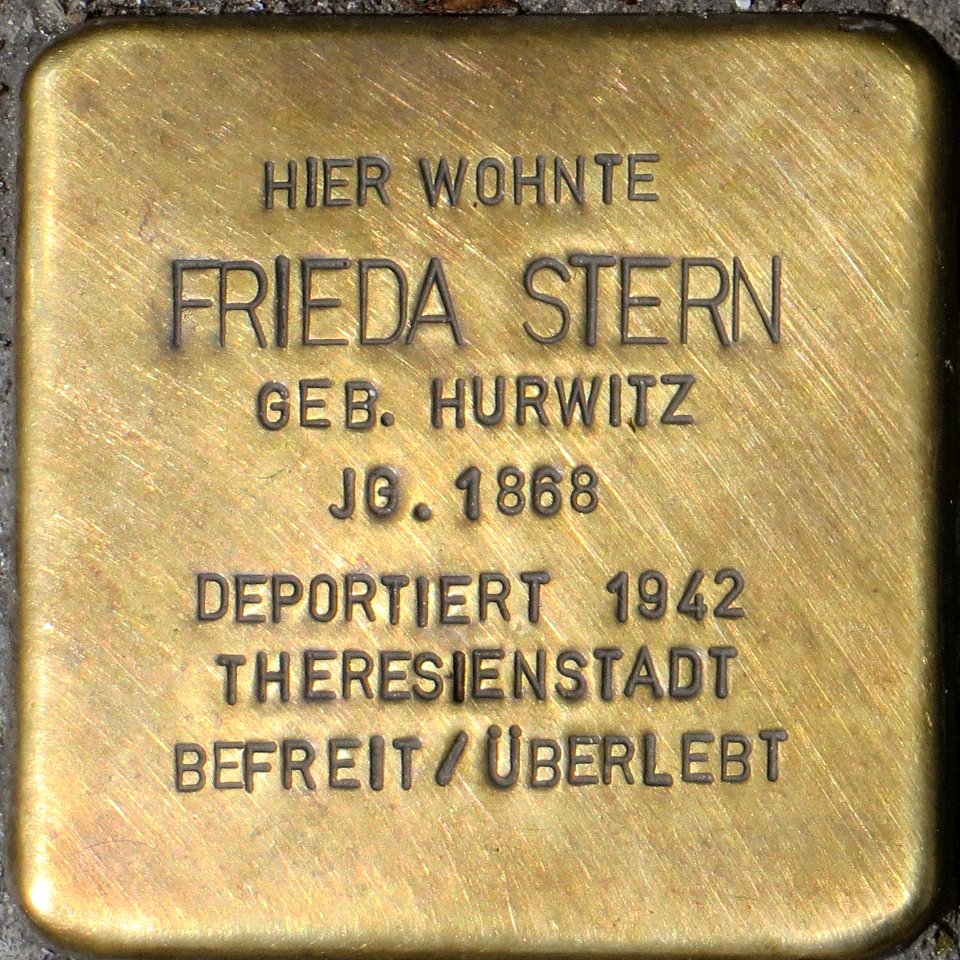 HIER WOHNTE
FRIEDA STERN
GEB. HURWITZ
JG. 1868
DEPORTIERT 1942
THERESIENSTADT
BEFREIT/ÜBERLEBT